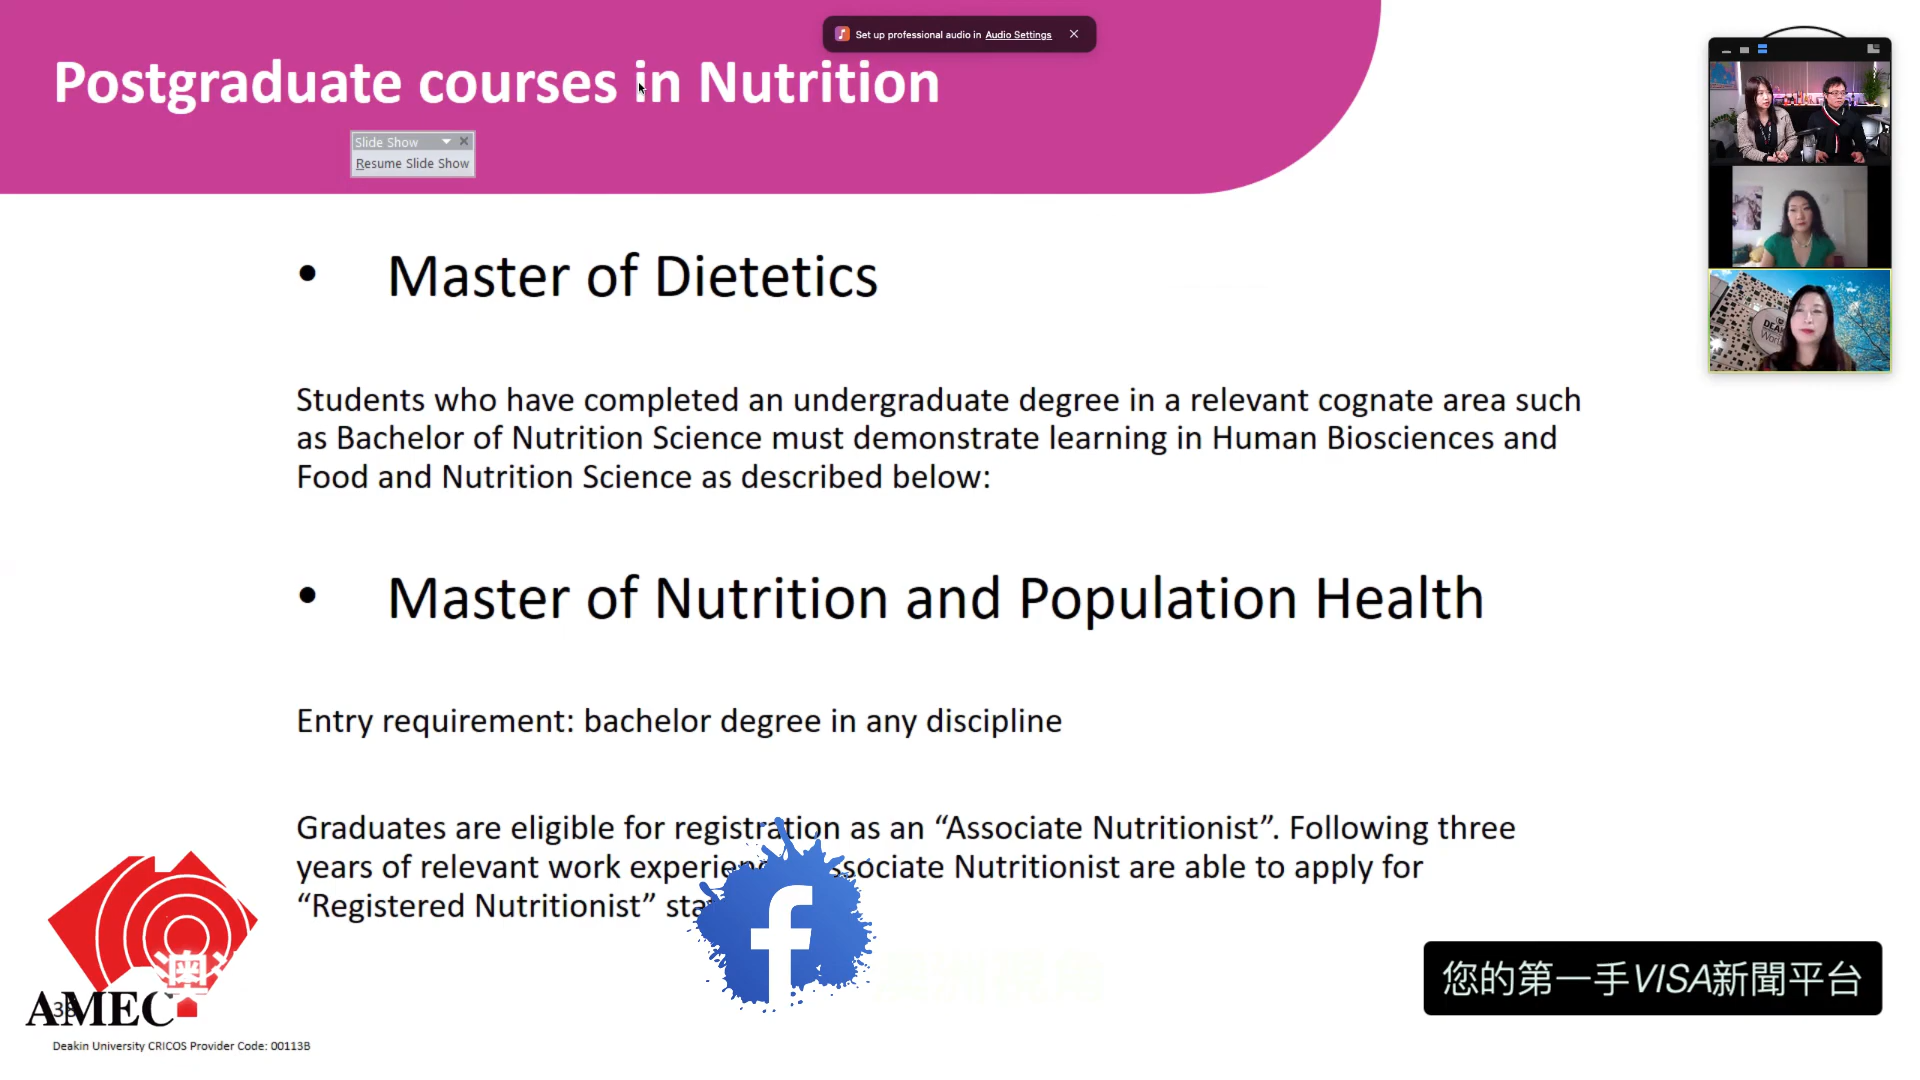 Set up professional audio in Audio Settings
Postgraduate courses in Nutrition
Slide Show
Resume Slide Show
• Master of Dietetics
Students who have completed an undergraduate degree in a relevant cognate area such
as Bachelor of Nutrition Science must demonstrate learning in Human Biosciences and
Food and Nutrition Science as described below:
• Master of Nutrition and Population Health
Entry requirement: bachelor degree in any discipline
Graduates are eligible for registration as an “Associate Nutritionist”. Following three
years of relevant work Associate Nutritionist are able to apply for
“Registered Nutritionist”
澳
AMEC
Deakin University CRICOS Provider Code: 00113B
f
您的第一手VISA新聞平台